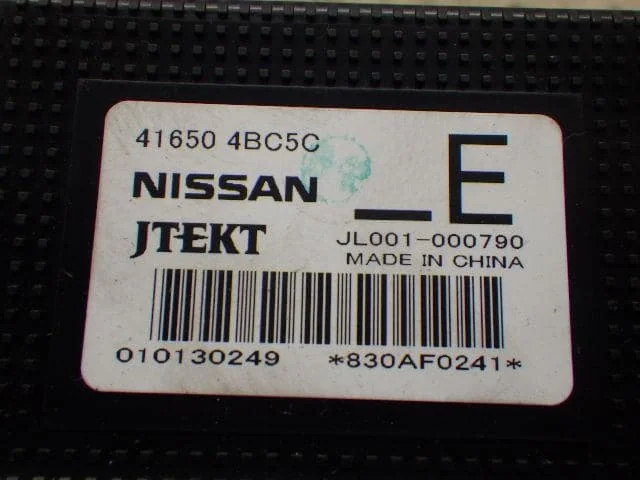 41650 4BC5C
NISSAN
_E
JTEKT
JL001-000790
MADE IN CHINA
010130249 *830AF0241*